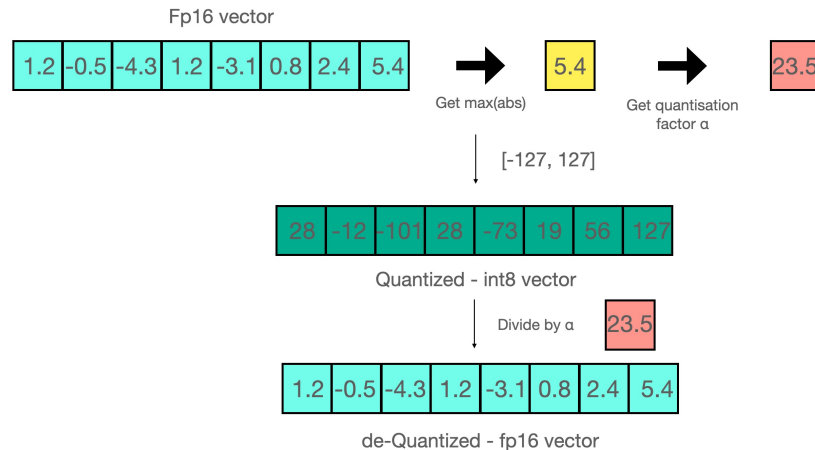 Fp16 vector
1.2 -0.5 -4.3 1.2 -3.1 0.8 2.4 5.4
Get max(abs)
5.4
Get quantisation
factor α
23.5
[-127, 127]
28 -12 -101 28 -73 19 56 127
Quantized - int8 vector
Divide by α
23.5
1.2 -0.5 -4.3 1.2 -3.1 0.8 2.4 5.4
de-Quantized - fp16 vector